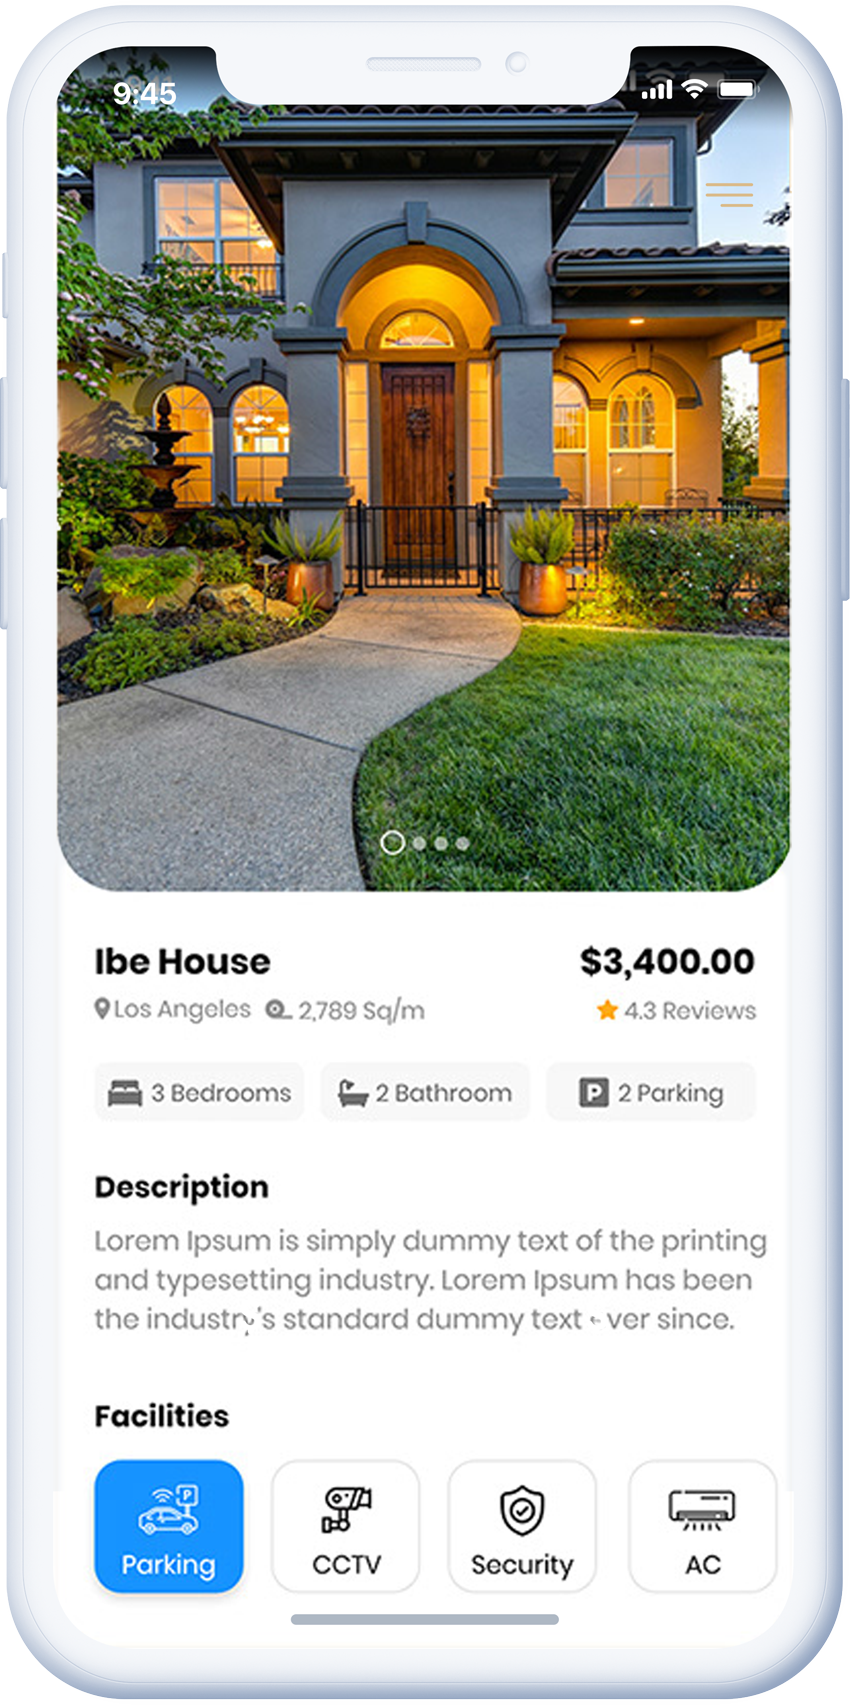 9:45
Ibe House
$3,400.00
Los Angeles 2,789 Sq/m
4.3 Reviews
3 Bedrooms
2 Bathroom
P 2 Parking
Description
Lorem Ipsum is simply dummy text of the printing
and typesetting industry. Lorem Ipsum has been
the industry's standard dummy text ver since.
Facilities
P
Parking
CCTV
Security
AC